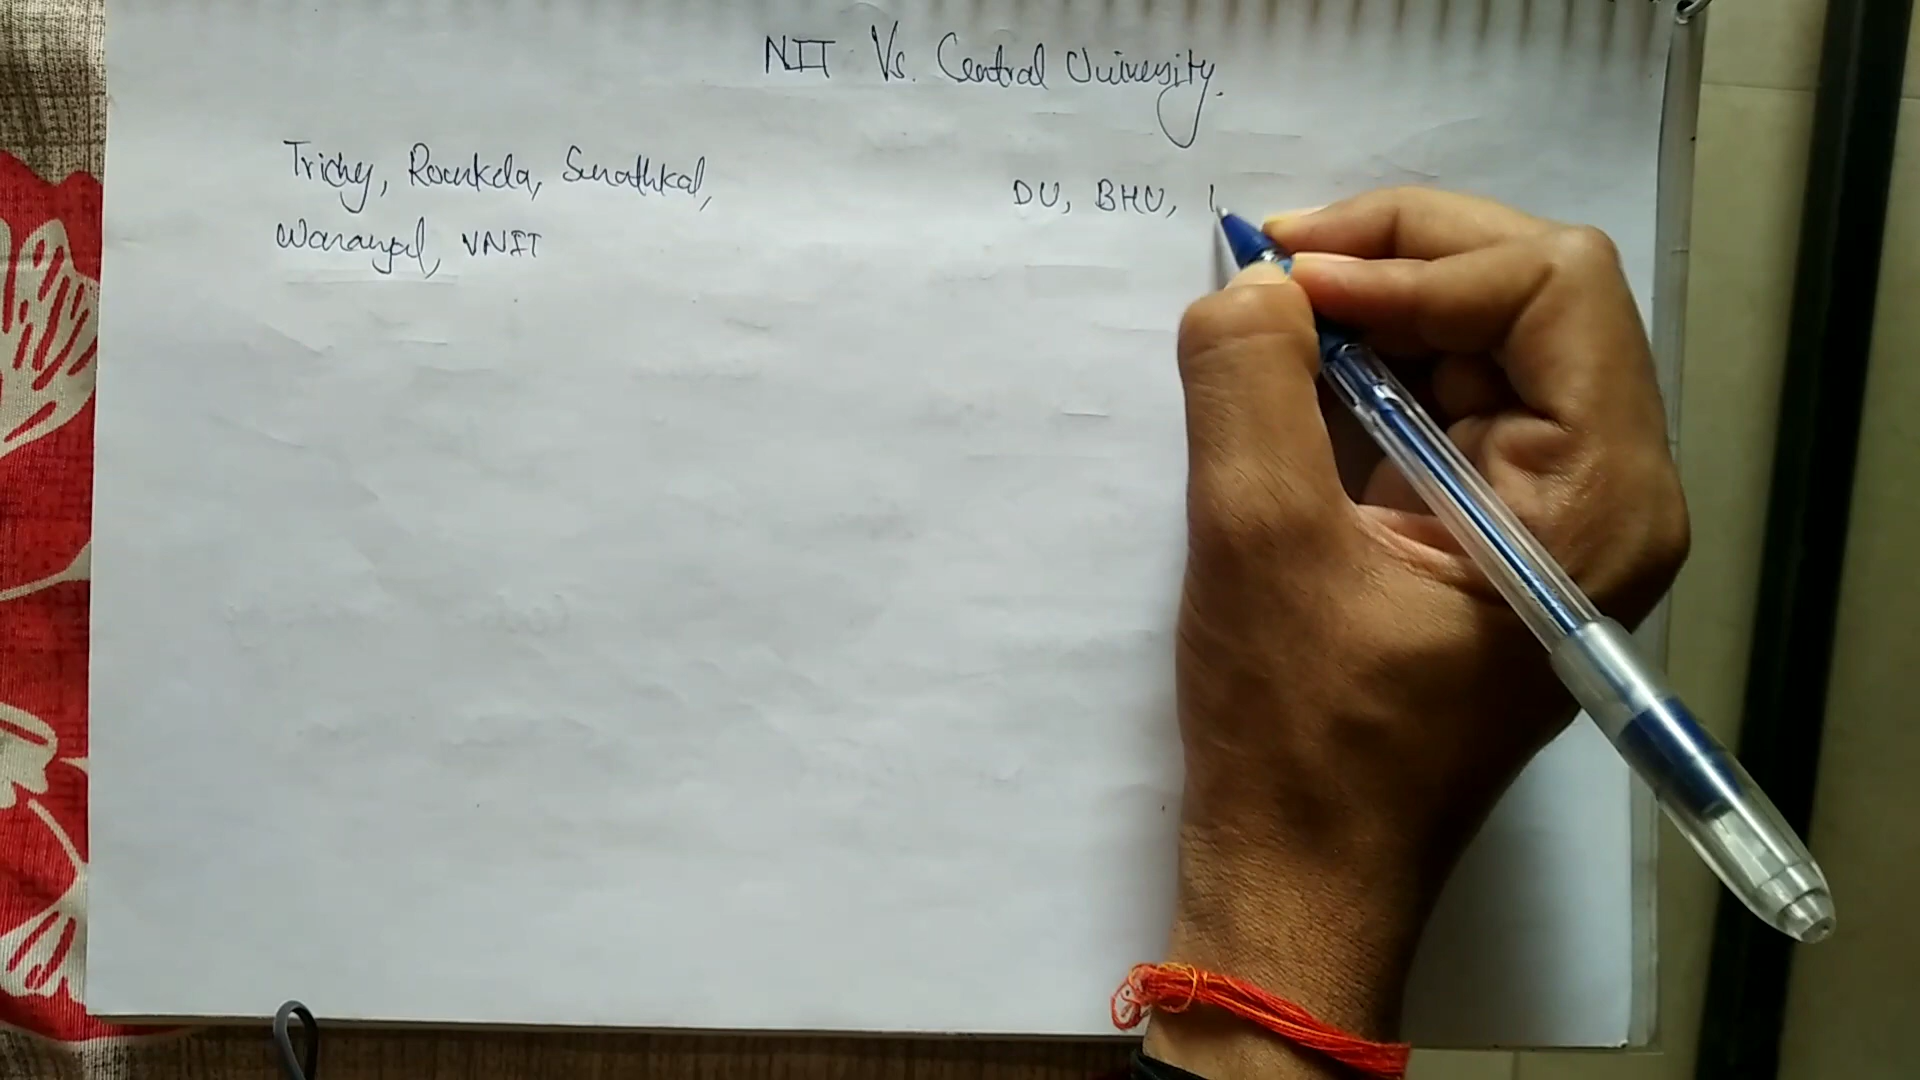 NIT Vs. Central University.
Trichy, Rourkela, Surathkal,
Warangal, VNIT
DU, BHU,